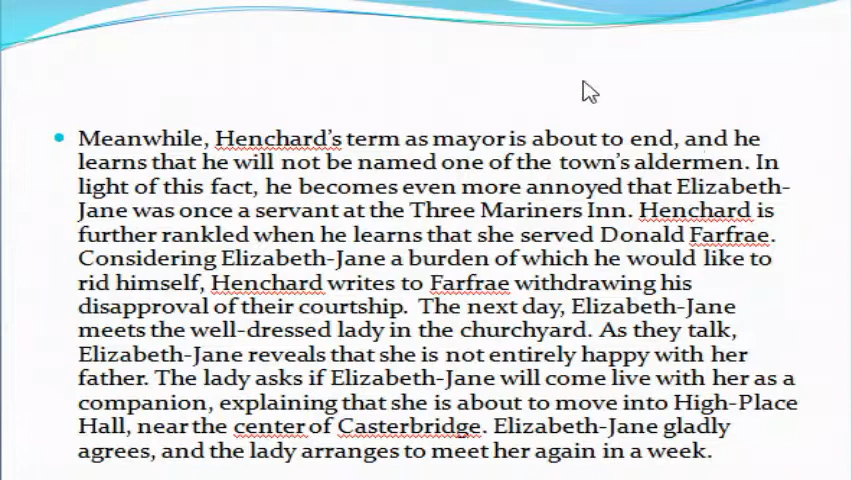 Meanwhile, Henchard's term as mayor is about to end, and he
learns that he will not be named one of the town's aldermen. In
light of this fact, he becomes even more annoyed that Elizabeth-
Jane was once a servant at the Three Mariners Inn. Henchard is
further rankled when he learns that she served Donald Farfrae.
Considering Elizabeth-Jane a burden of which he would like to
rid himself, Henchard writes to Farfrae withdrawing his
disapproval of their courtship. The next day, Elizabeth-Jane
meets the well-dressed lady in the churchyard. As they talk,
Elizabeth-Jane reveals that she is not entirely happy with her
father. The lady asks if Elizabeth-Jane will come live with her as a
companion, explaining that she is about to move into High-Place
Hall, near the center of Casterbridge. Elizabeth-Jane gladly
agrees, and the lady arranges to meet her again in a week.